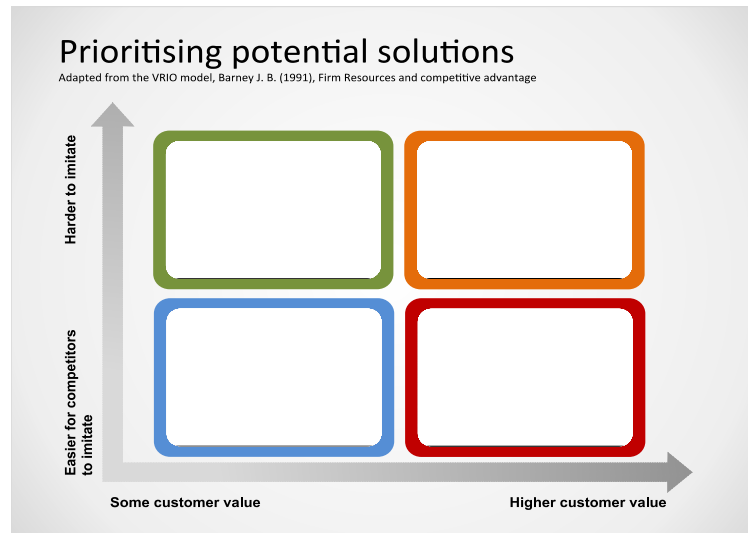 Prioritising potential solutions
Adapted from the VRIO model, Barney J. B. (1991), Firm Resources and competitive advantage
Harder to imitate
Easier for competitors
to imitate
Some customer value
Higher customer value